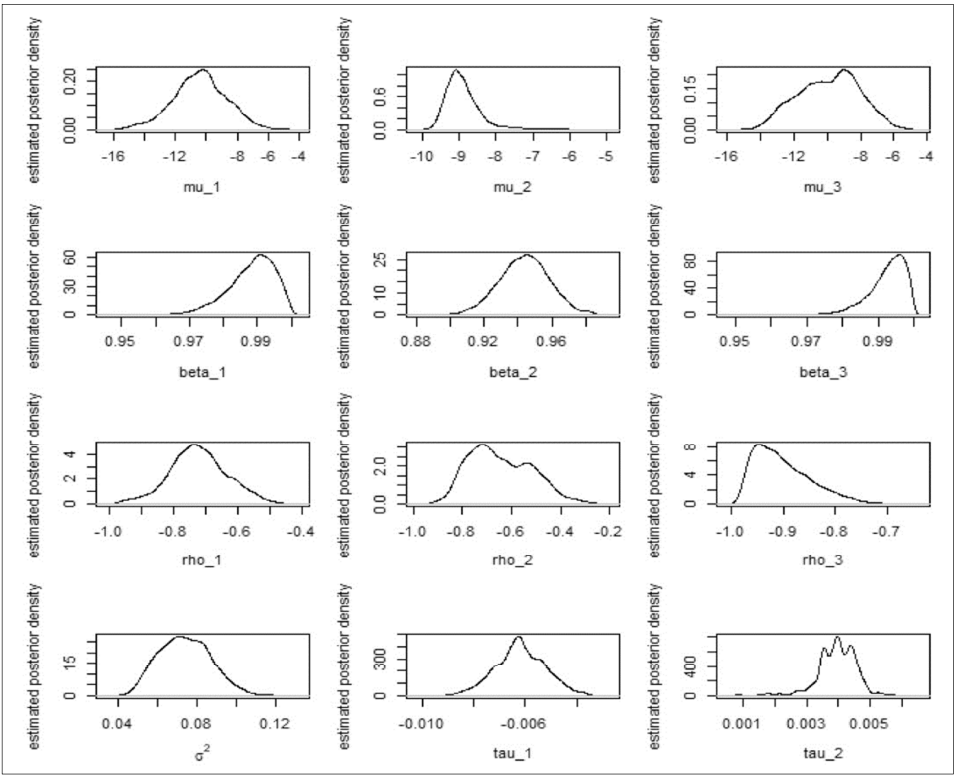 estimated posterior density
0.00 0.20
-16 -12 -8 -6 -4
mu_1
estimated posterior density
0.0 0.6
-10 -9 -8 -7 -6 -5
mu_2
estimated posterior density
0.00 0.15
-16 -12 -8 -6 -4
mu_3
estimated posterior density
0 30 60
0.95 0.97 0.99
beta_1
estimated posterior density
0 10 25
0.88 0.92 0.96
beta_2
estimated posterior density
0 40 80
0.95 0.97 0.99
beta_3
estimated posterior density
0 2 4
-1.0 -0.8 -0.6 -0.4
rho_1
estimated posterior density
0.0 2.0
-1.0 -0.8 -0.6 -0.4 -0.2
rho_2
estimated posterior density
0 4 8
-1.0 -0.9 -0.8 -0.7
rho_3
estimated posterior density
0 15
0.04 0.08 0.12
σ²
estimated posterior density
0 300
-0.010 -0.006
tau_1
estimated posterior density
0 400
0.001 0.003 0.005
tau_2